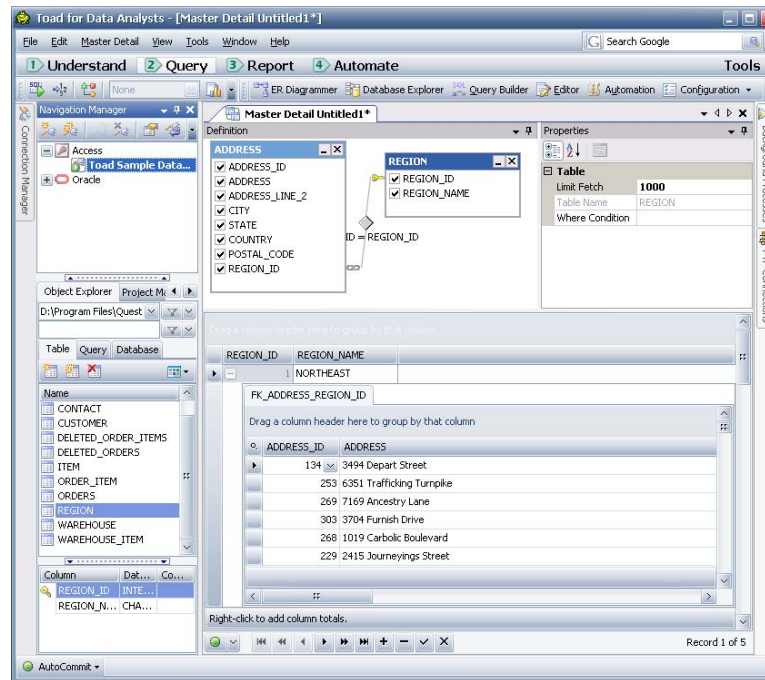 Toad for Data Analysts - [Master Detail Untitled1*]
File Edit Master Detail View Tools Window Help
G Search Google
1 Understand 2 Query 3 Report 4 Automate Tools
None ER Diagrammer Database Explorer Query Builder Editor Automation Configuration
Connection Manager
Navigation Manager
Access
Toad Sample Data...
Oracle
Object Explorer Project Ma
D:\Program Files\Quest
Table Query Database
Name
CONTACT
CUSTOMER
DELETED_ORDER_ITEMS
DELETED_ORDERS
ITEM
ORDER_ITEM
ORDERS
REGION
WAREHOUSE
WAREHOUSE_ITEM
Column Dat... Co...
REGION_ID INTE...
REGION_N... CHA...
Master Detail Untitled1*
Definition
ADDRESS
ADDRESS_ID
ADDRESS
ADDRESS_LINE_2
CITY
STATE
COUNTRY
POSTAL_CODE
REGION_ID
REGION
REGION_ID
REGION_NAME
ID = REGION_ID
Properties
Table
Limit Fetch 1000
Table Name REGION
Where Condition
Drag a column header here to group by that column
REGION_ID REGION_NAME
1 NORTHEAST
FK_ADDRESS_REGION_ID
Drag a column header here to group by that column
ADDRESS_ID ADDRESS
134 3494 Depart Street
253 6351 Trafficking Turnpike
269 7169 Ancestry Lane
303 3704 Furnish Drive
268 1019 Carbolic Boulevard
229 2415 Journeyings Street
Right-click to add column totals.
Record 1 of 5
AutoCommit